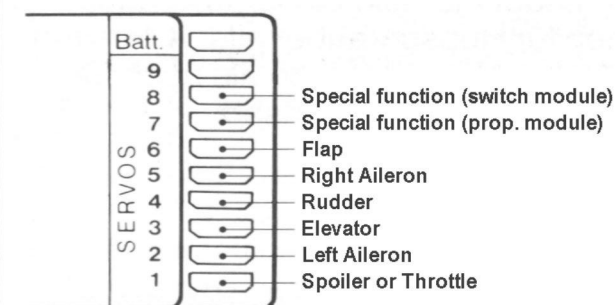 Batt.
9
8 Special function (switch module)
7 Special function (prop. module)
6 Flap
5 Right Aileron
4 Rudder
3 Elevator
2 Left Aileron
1 Spoiler or Throttle
SERVOS